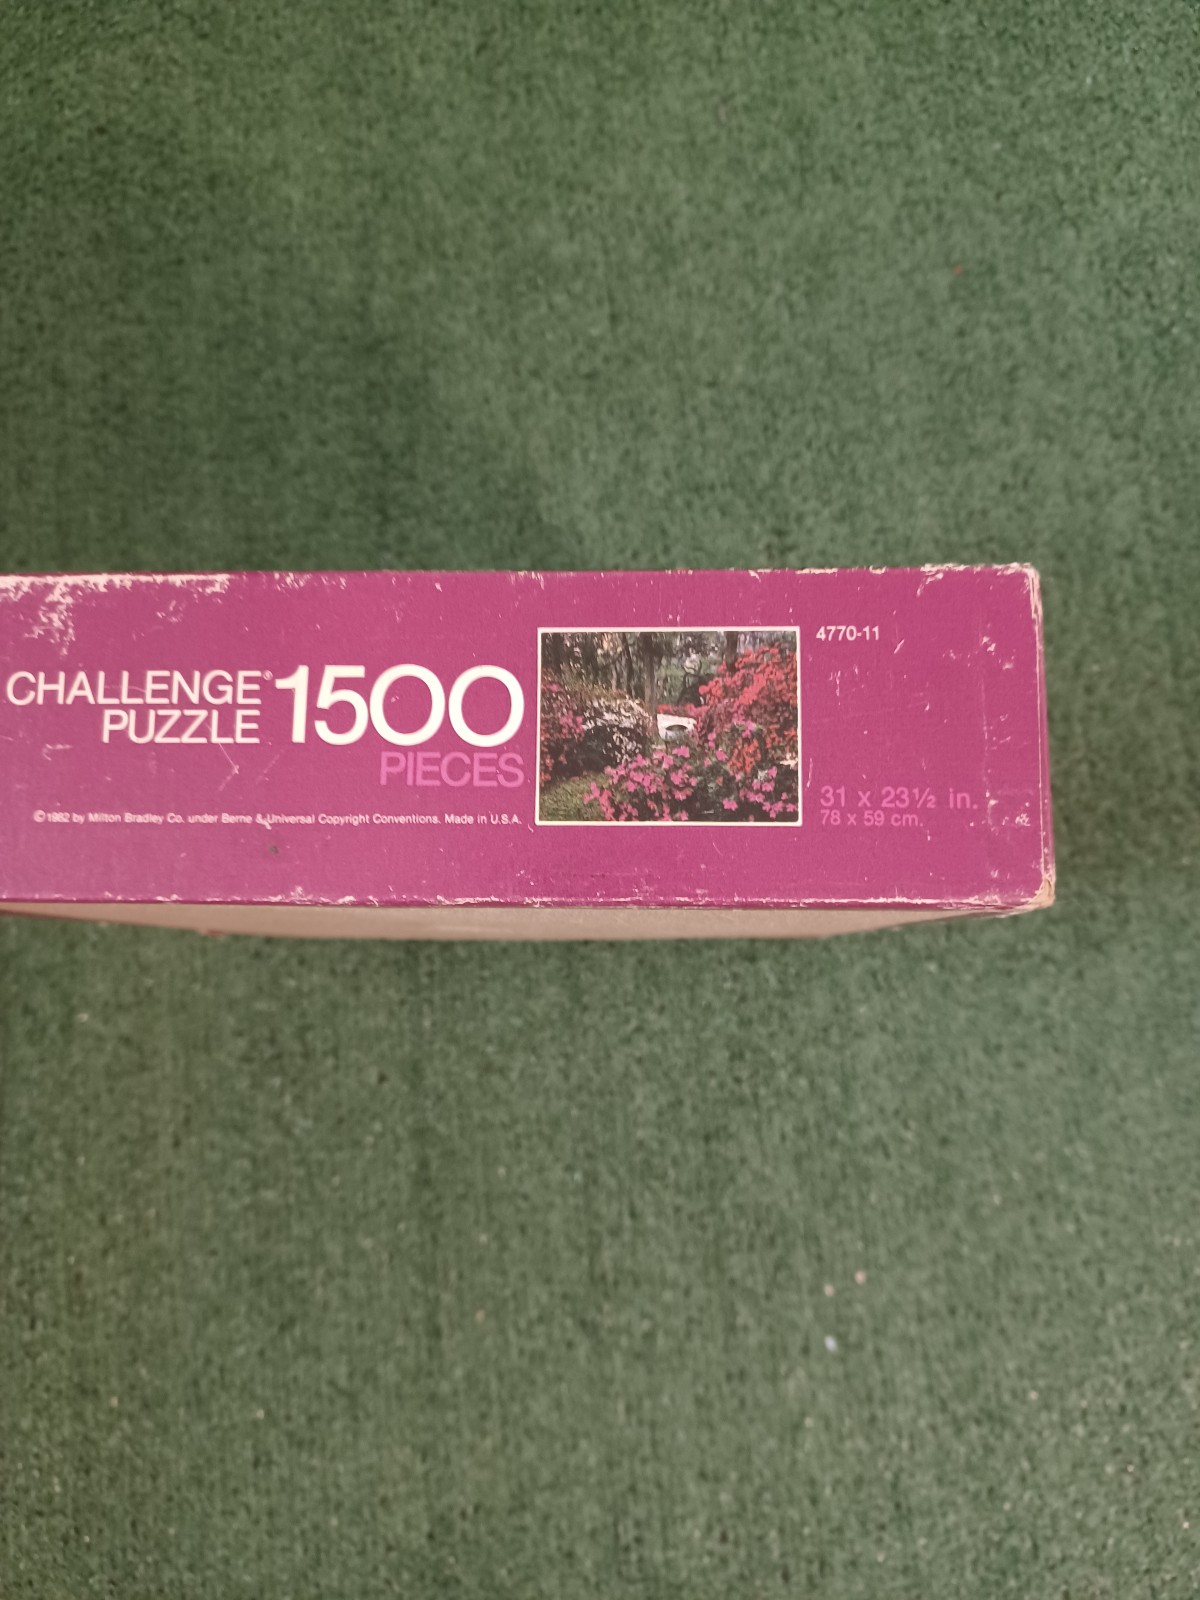 CHALLENGE®
PUZZLE
1500
PIECES
©1982 by Milton Bradley Co. under Berne & Universal Copyright Conventions. Made in U.S.A.
4770-11
31 x 23½ in.
78 x 59 cm.